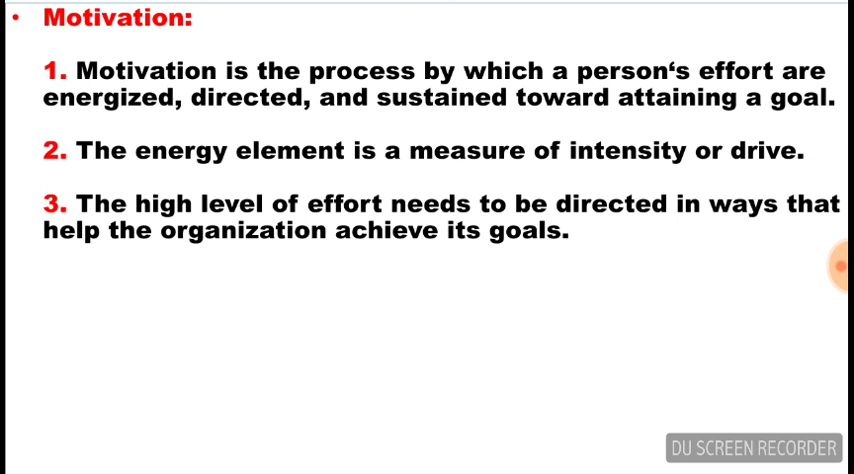 • Motivation:
1. Motivation is the process by which a person‘s effort are
energized, directed, and sustained toward attaining a goal.
2. The energy element is a measure of intensity or drive.
3. The high level of effort needs to be directed in ways that
help the organization achieve its goals.
DU SCREEN RECORDER